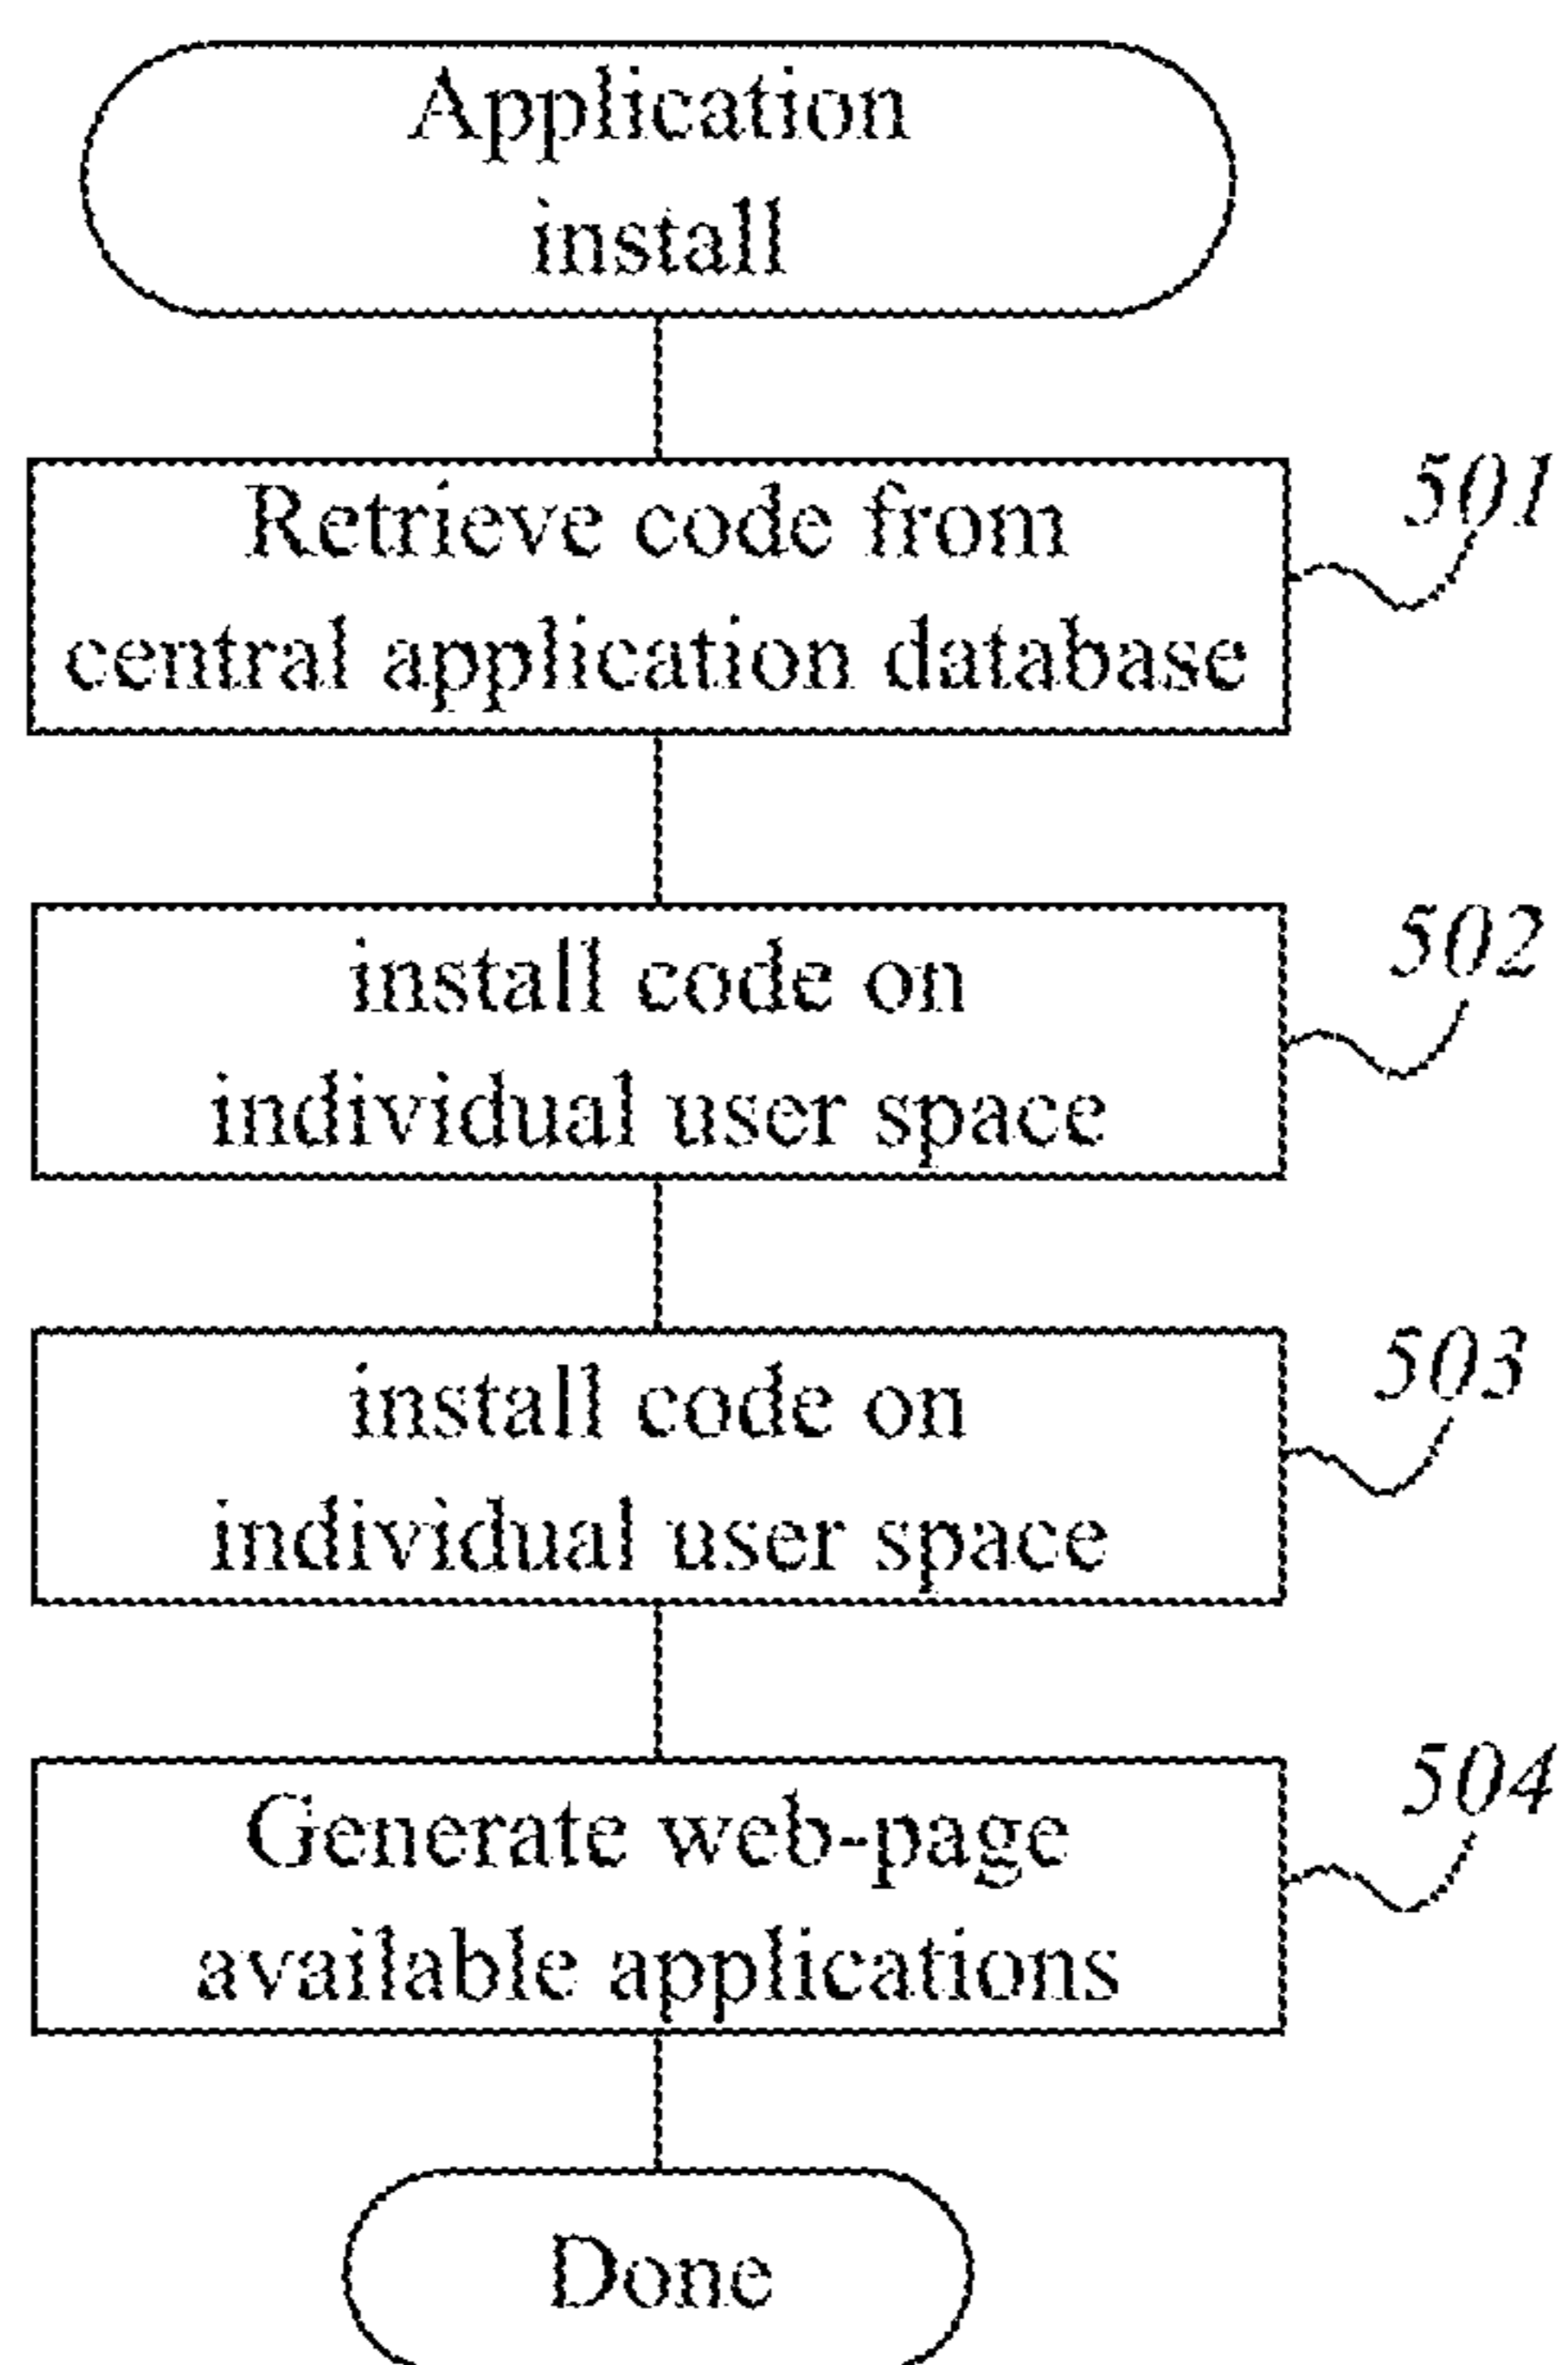 Application
install
Retrieve code from
central application database
501
install code on
individual user space
502
install code on
individual user space
503
Generate web-page
available applications
504
Done